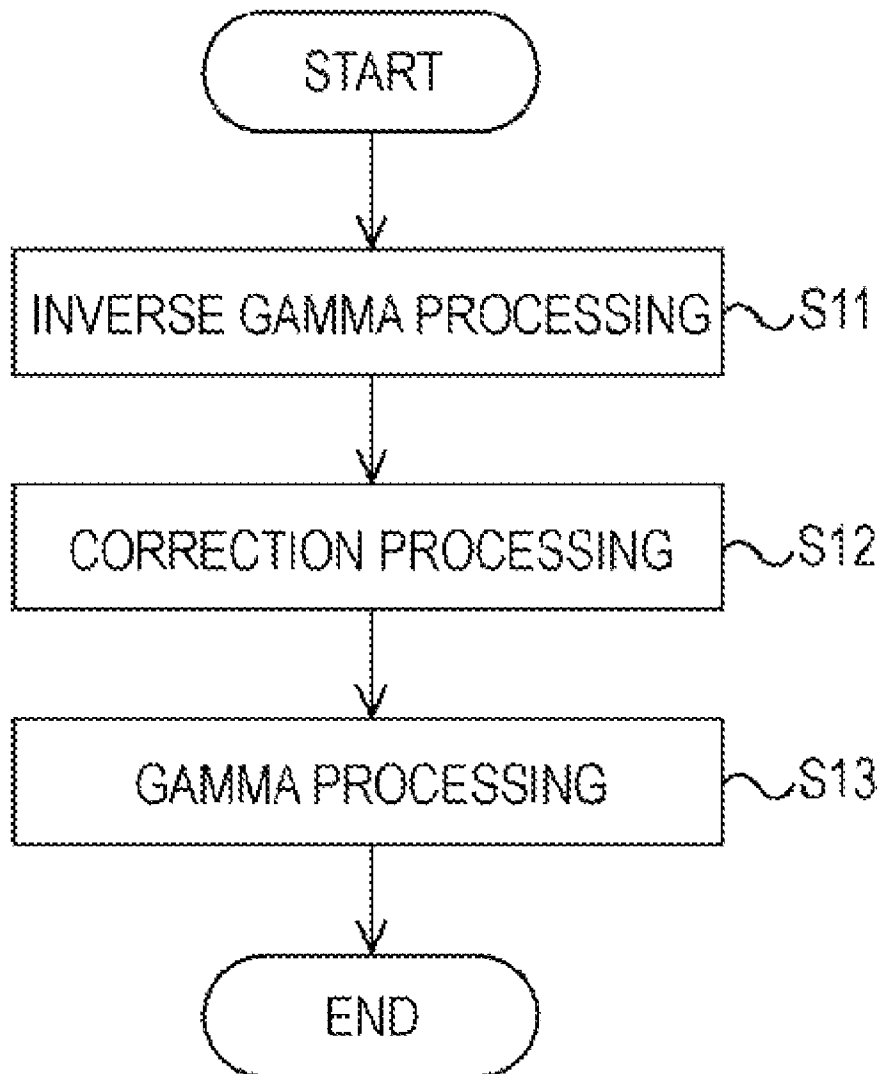 START
INVERSE GAMMA PROCESSING S11
CORRECTION PROCESSING S12
GAMMA PROCESSING S13
END